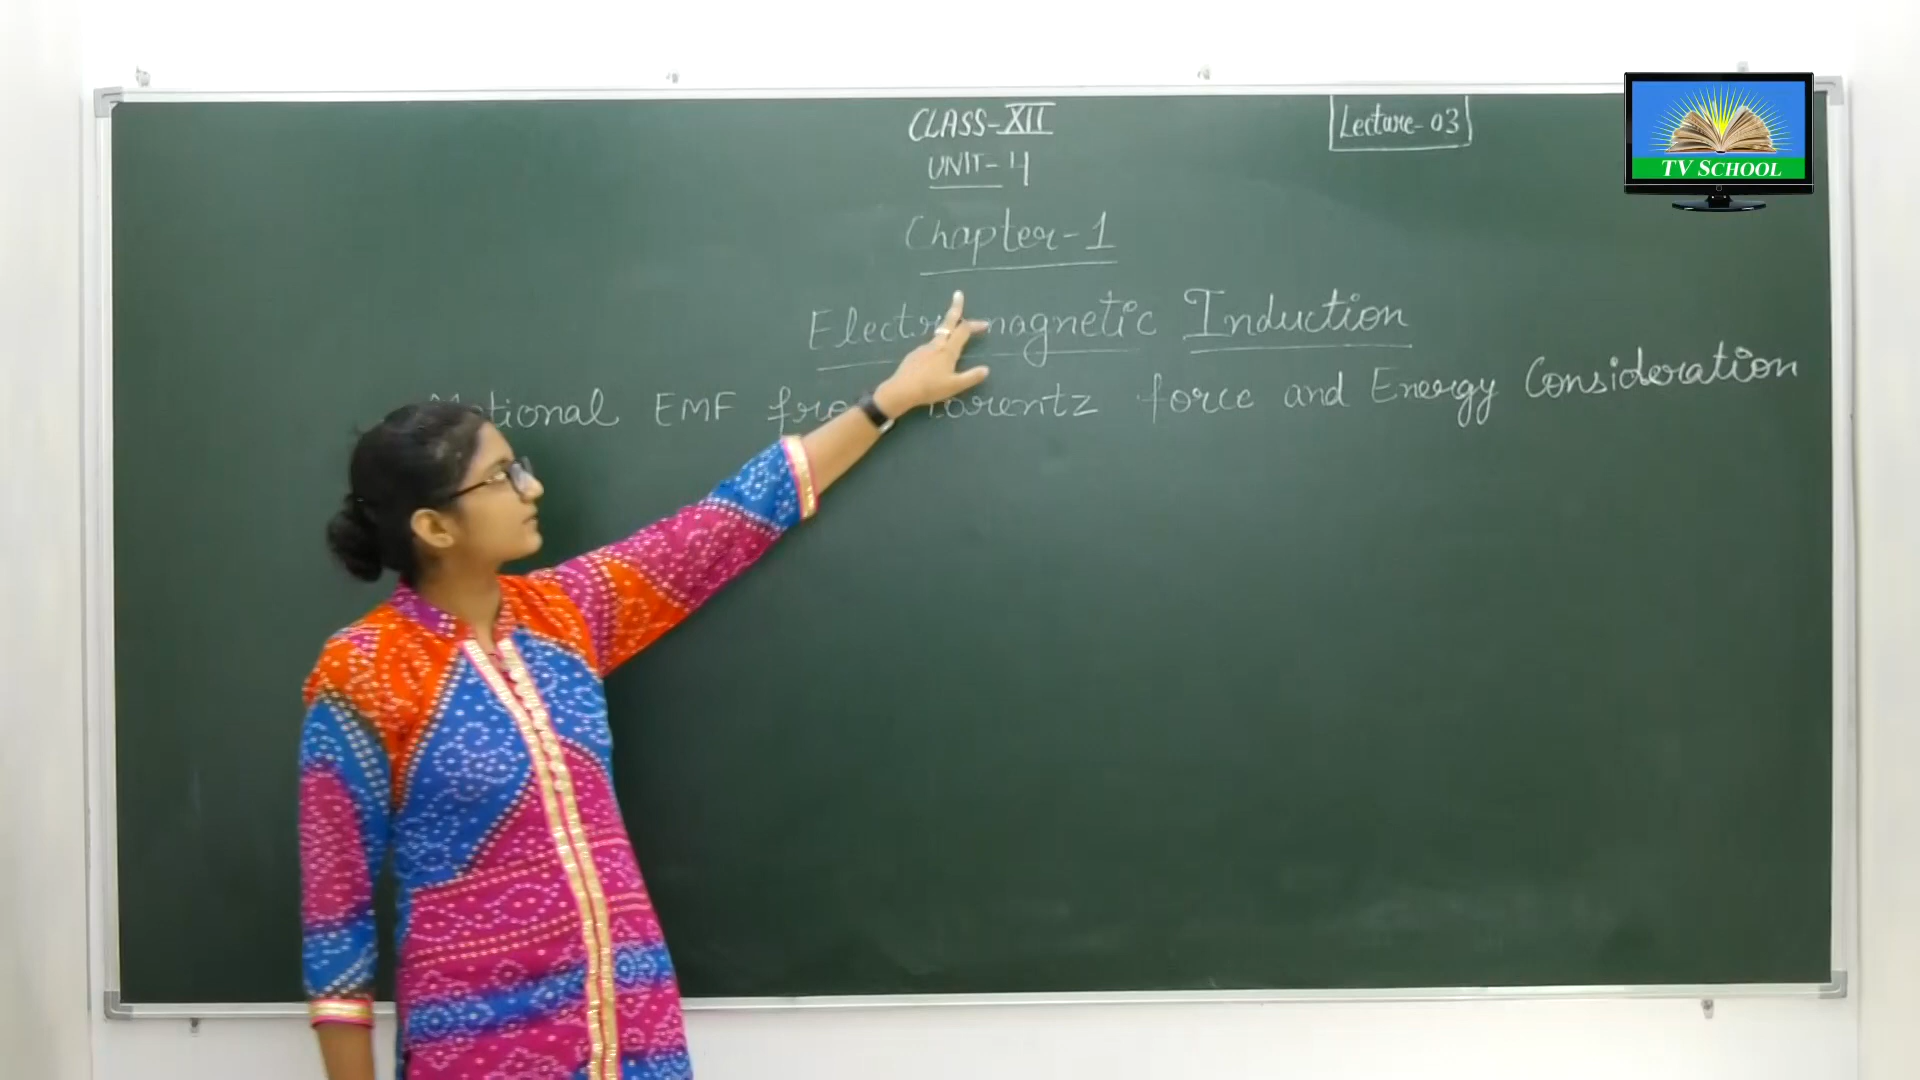 CLASS-XII
Lecture-03
UNIT-4
TV SCHOOL
Chapter-1
Electromagnetic Induction
Motional EMF from Lorentz force and Energy Consideration